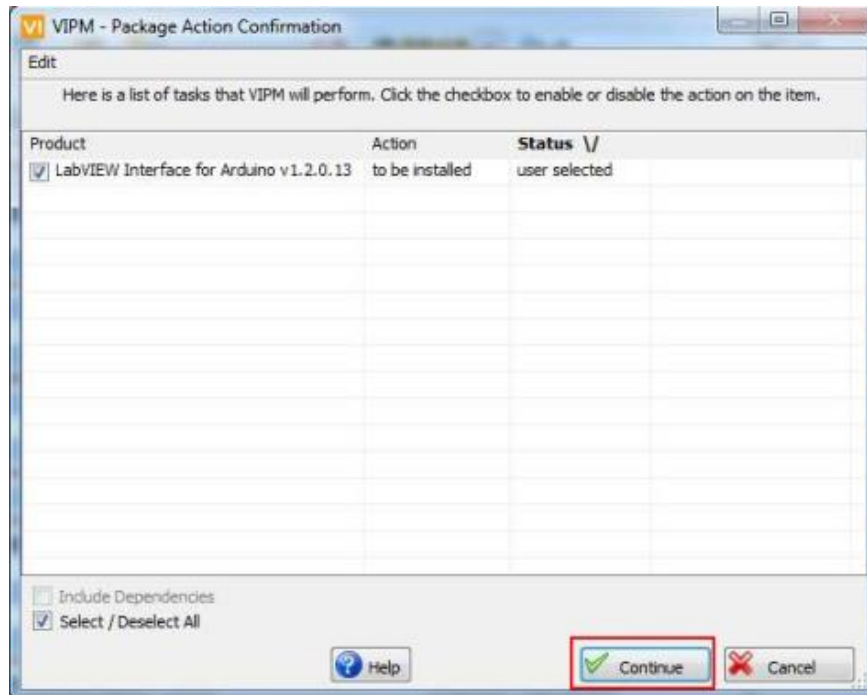 VI VIPM - Package Action Confirmation
Edit
Here is a list of tasks that VIPM will perform. Click the checkbox to enable or disable the action on the item.
Product Action Status \/
LabVIEW Interface for Arduino v1.2.0.13 to be installed user selected
Include Dependencies
Select / Deselect All
? Help Continue Cancel